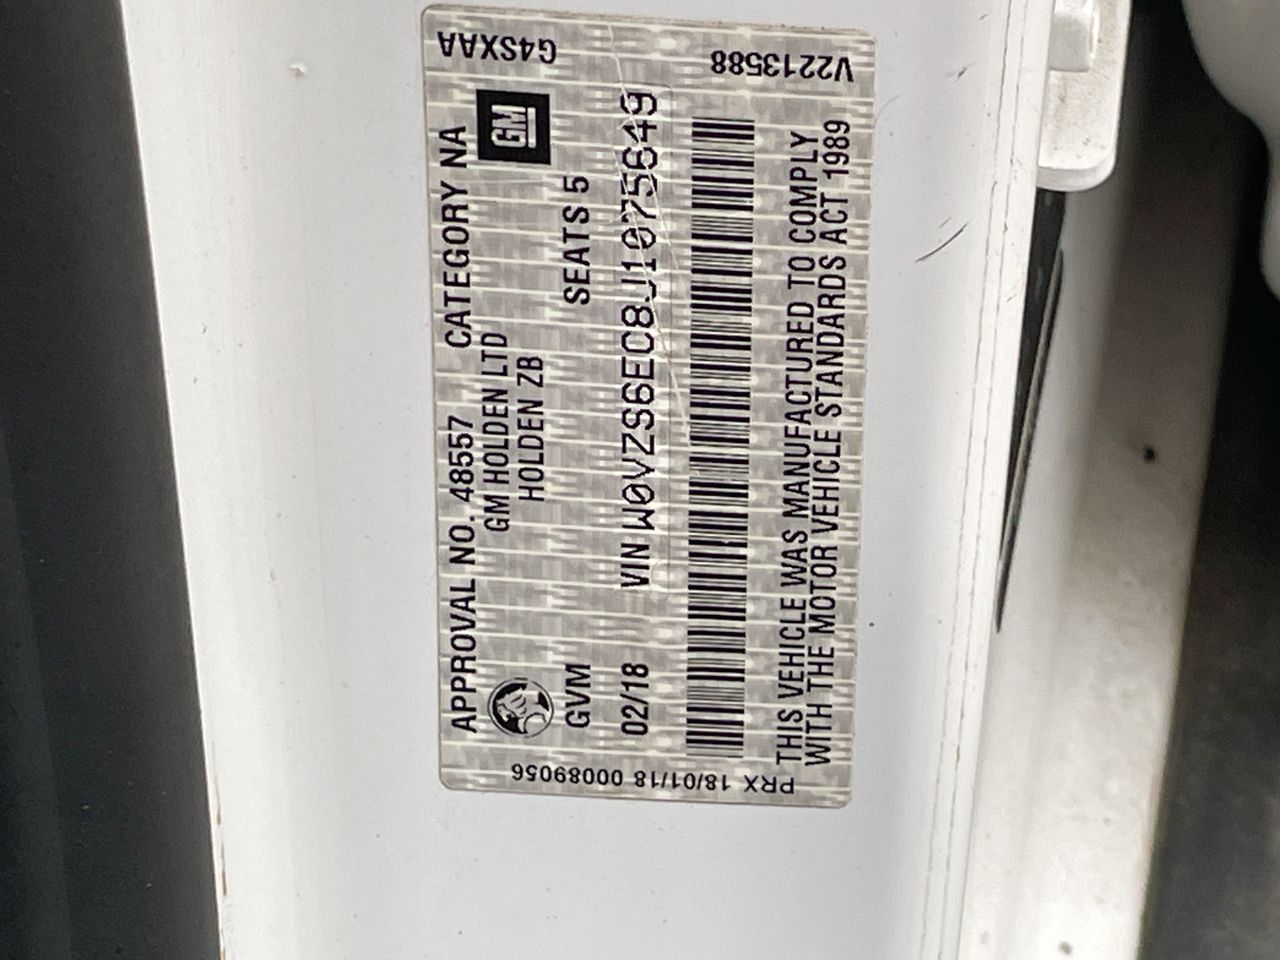 APPROVAL NO. 48557 CATEGORY NA
GM HOLDEN LTD
GM
HOLDEN ZB
GVM SEATS 5
02/18 VIN W0VZS6EC8J1075649
THIS VEHICLE WAS MANUFACTURED TO COMPLY
WITH THE MOTOR VEHICLE STANDARDS ACT 1989
G4SXAA
V2213588
PRX 18/01/18 00089056